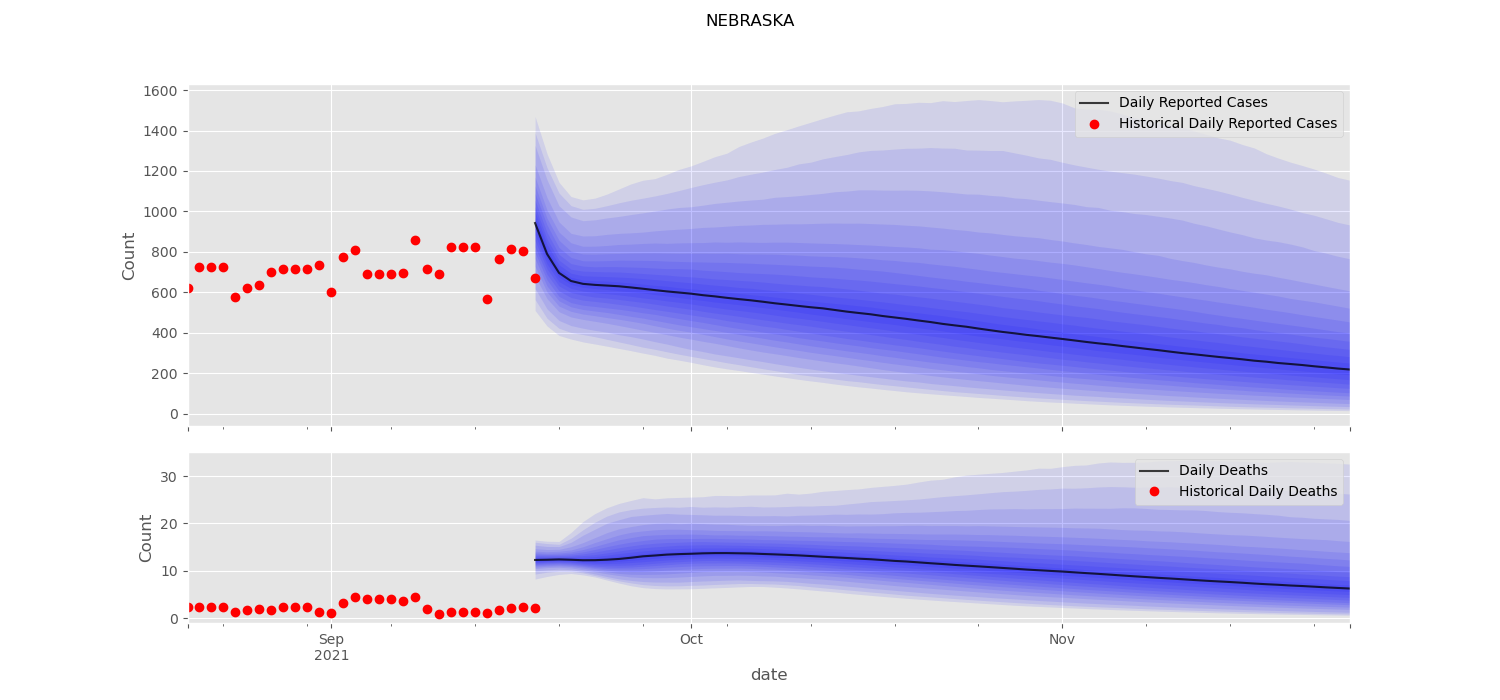 NEBRASKA
1600
1400
1200
1000
800
600
400
200
0
Count
Daily Reported Cases
Historical Daily Reported Cases
30
20
10
0
Count
Daily Deaths
Historical Daily Deaths
Sep
2021
Oct
Nov
date